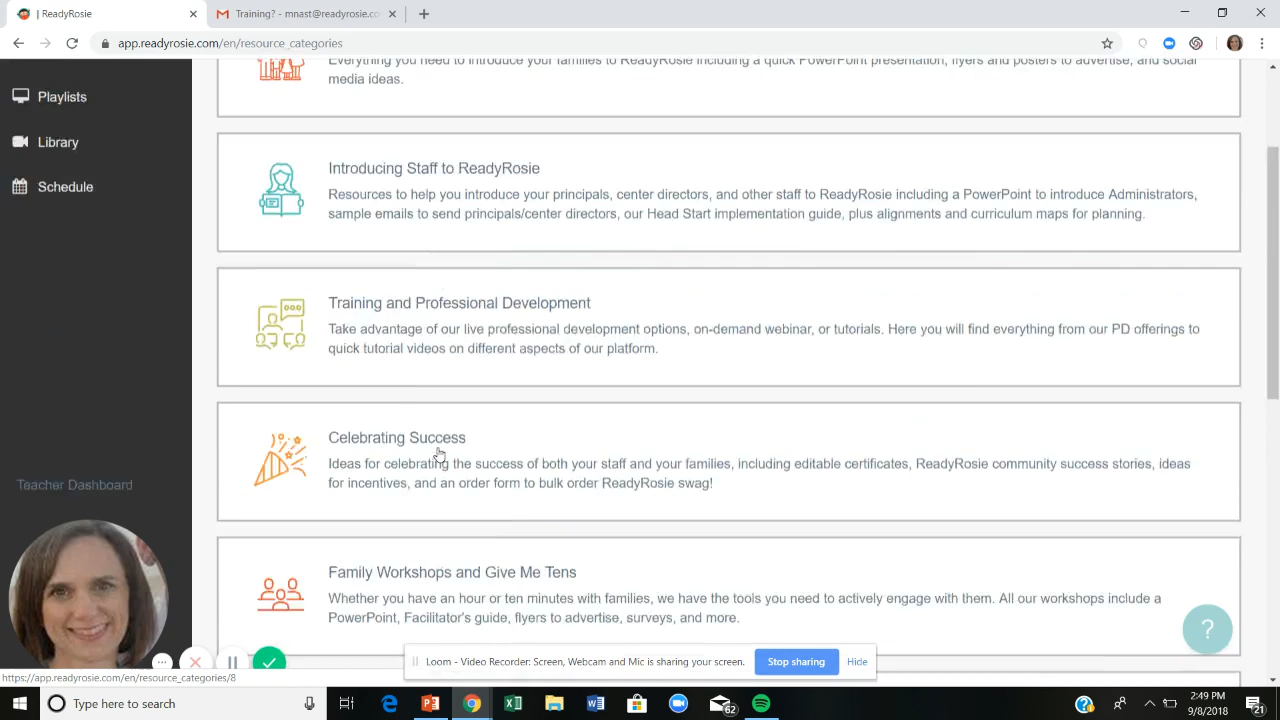 | ReadyRosie
Training? - mnast@readyrosie.co
app.readyrosie.com/en/resource_categories
Everything you need to introduce your families to ReadyRosie including a quick PowerPoint presentation, flyers and posters to advertise, and social
media ideas.
Playlists
Library
Schedule
Introducing Staff to ReadyRosie
Resources to help you introduce your principals, center directors, and other staff to ReadyRosie including a PowerPoint to introduce Administrators,
sample emails to send principals/center directors, our Head Start implementation guide, plus alignments and curriculum maps for planning.
Training and Professional Development
Take advantage of our live professional development options, on-demand webinar, or tutorials. Here you will find everything from our PD offerings to
quick tutorial videos on different aspects of our platform.
Celebrating Success
Ideas for celebrating the success of both your staff and your families, including editable certificates, ReadyRosie community success stories, ideas
for incentives, and an order form to bulk order ReadyRosie swag!
Teacher Dashboard
Family Workshops and Give Me Tens
Whether you have an hour or ten minutes with families, we have the tools you need to actively engage with them. All our workshops include a
PowerPoint, Facilitator's guide, flyers to advertise, surveys, and more.
?
Loom - Video Recorder: Screen, Webcam and Mic is sharing your screen.
Stop sharing
Hide
https://app.readyrosie.com/en/resource_categories/8
Type here to search
62
2:49 PM
9/8/2018
21